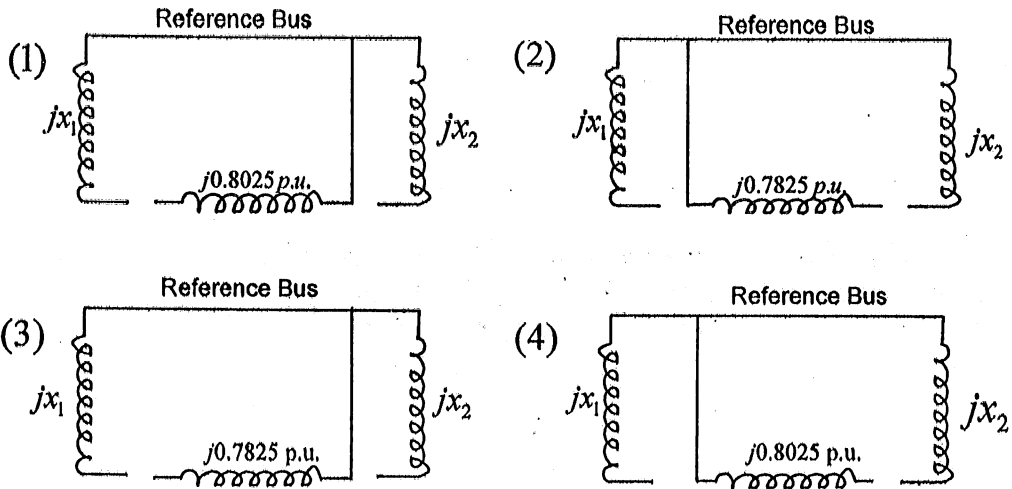 Reference Bus
(1)
jx1
j0.8025 p.u.
jx2
Reference Bus
(2)
jx1
j0.7825 p.u.
jx2
Reference Bus
(3)
jx1
j0.7825 p.u.
jx2
Reference Bus
(4)
jx1
j0.8025 p.u.
jx2